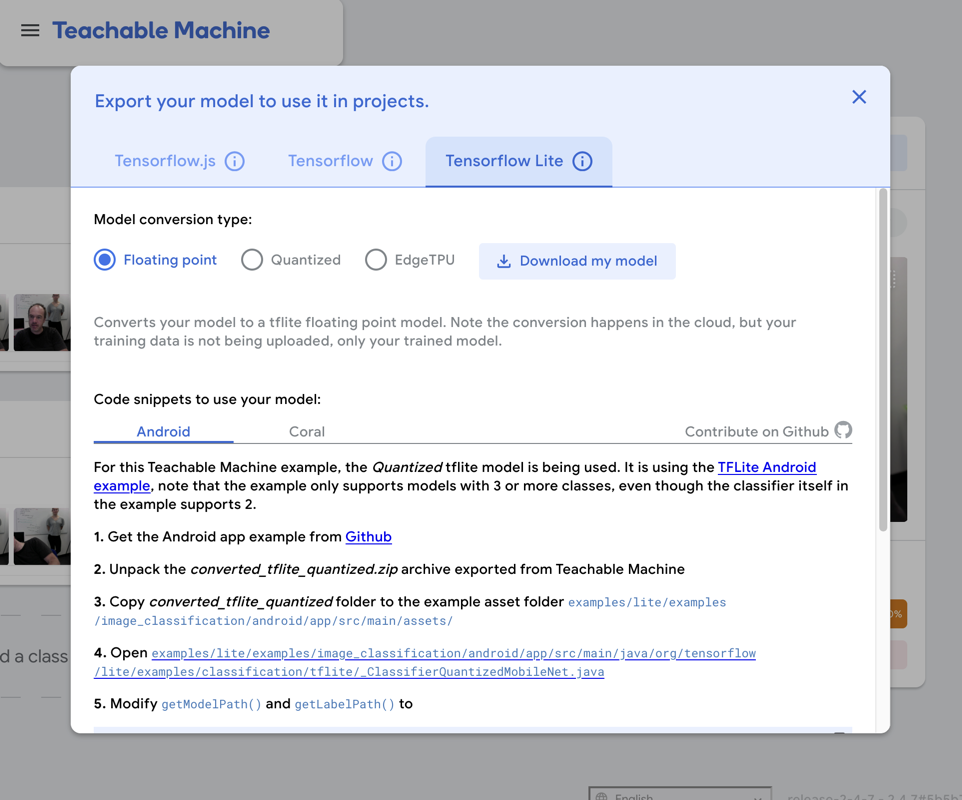 Teachable Machine
Export your model to use it in projects.
Tensorflow.js
Tensorflow
Tensorflow Lite
Model conversion type:
Floating point
Quantized
EdgeTPU
Download my model
Converts your model to a tflite floating point model. Note the conversion happens in the cloud, but your
training data is not being uploaded, only your trained model.
Code snippets to use your model:
Android
Coral
Contribute on Github
For this Teachable Machine example, the Quantized tflite model is being used. It is using the TFLite Android
example, note that the example only supports models with 3 or more classes, even though the classifier itself in
the example supports 2.
1. Get the Android app example from Github
2. Unpack the converted_tflite_quantized.zip archive exported from Teachable Machine
3. Copy converted_tflite_quantized folder to the example asset folder examples/lite/examples
/image_classification/android/app/src/main/assets/
4. Open examples/lite/examples/image_classification/android/app/src/main/java/org/tensorflow
/lite/examples/classification/tflite/_ClassifierQuantizedMobileNet.java
5. Modify getModelPath() and getLabelPath() to
d a class
English